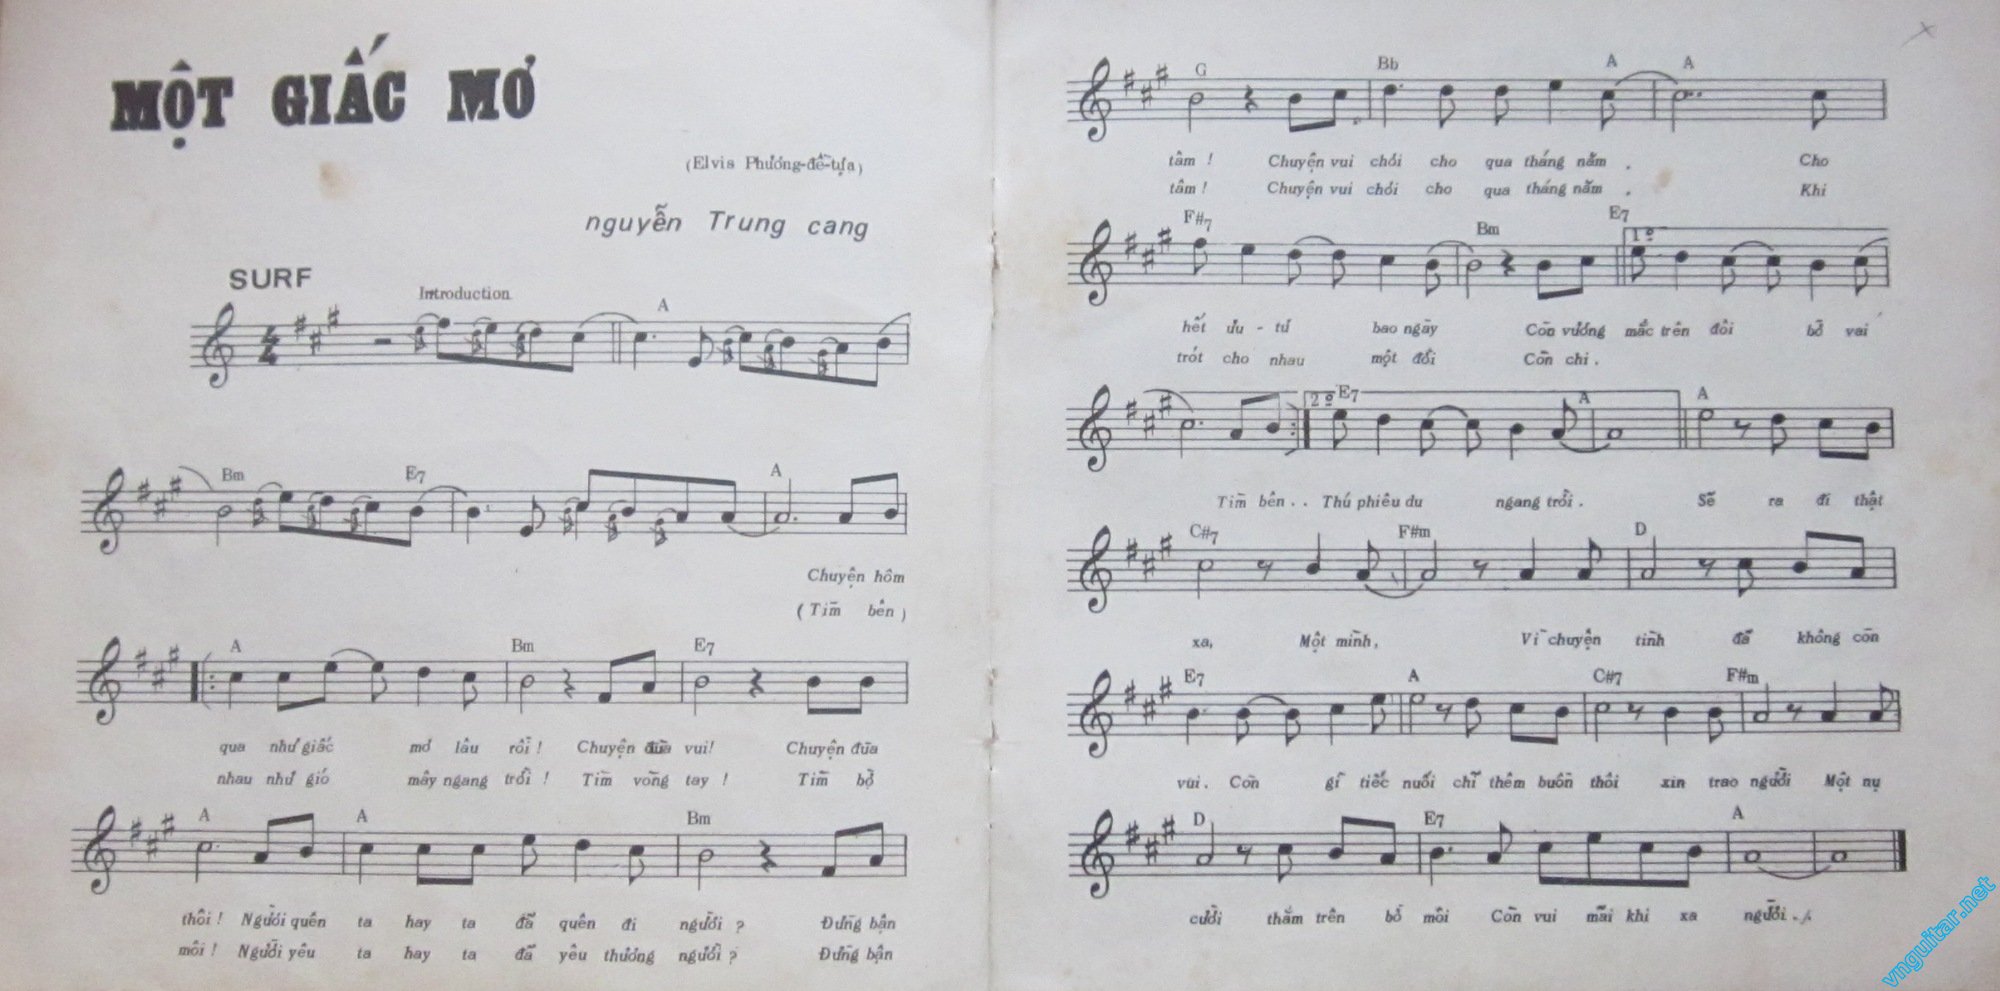 MỘT GIẤC MƠ
(Elvis Phương-đề-tựa)
nguyễn Trung cang
SURF
Introduction
A
Bm E7 A
Chuyện hôm
(Tìm bên)
A Bm E7
qua như giấc mơ lâu rồi! Chuyện đùa vui! Chuyện đùa
nhau như gió mây ngang trời! Tìm vòng tay! Tìm bờ
A A Bm
thôi! Người quên ta hay ta đã quên đi người? Đừng bận
môi! Người yêu ta hay ta đã yêu thương người? Đừng bận
G Bb A A
tâm! Chuyện vui chơi cho qua tháng năm. Cho
tâm! Chuyện vui chơi cho qua tháng năm. Khi
F#7 Bm E7
1º
hết ưu-tư bao ngày Còn vương mắc trên đôi bờ vai
trót cho nhau một đời Còn chi.
2º E7 A A
Tìm bên.. Thú phiêu du ngang trời. Sẽ ra đi thật
C#7 F#m D
xa, Một mình, Vì chuyện tình đã không còn
E7 A C#7 F#m
vui. Còn gì tiếc nuối chỉ thêm buồn thôi xin trao người Một nụ
D E7 A
cười thắm trên bờ môi Còn vui mãi khi xa người.
vnguitar.net